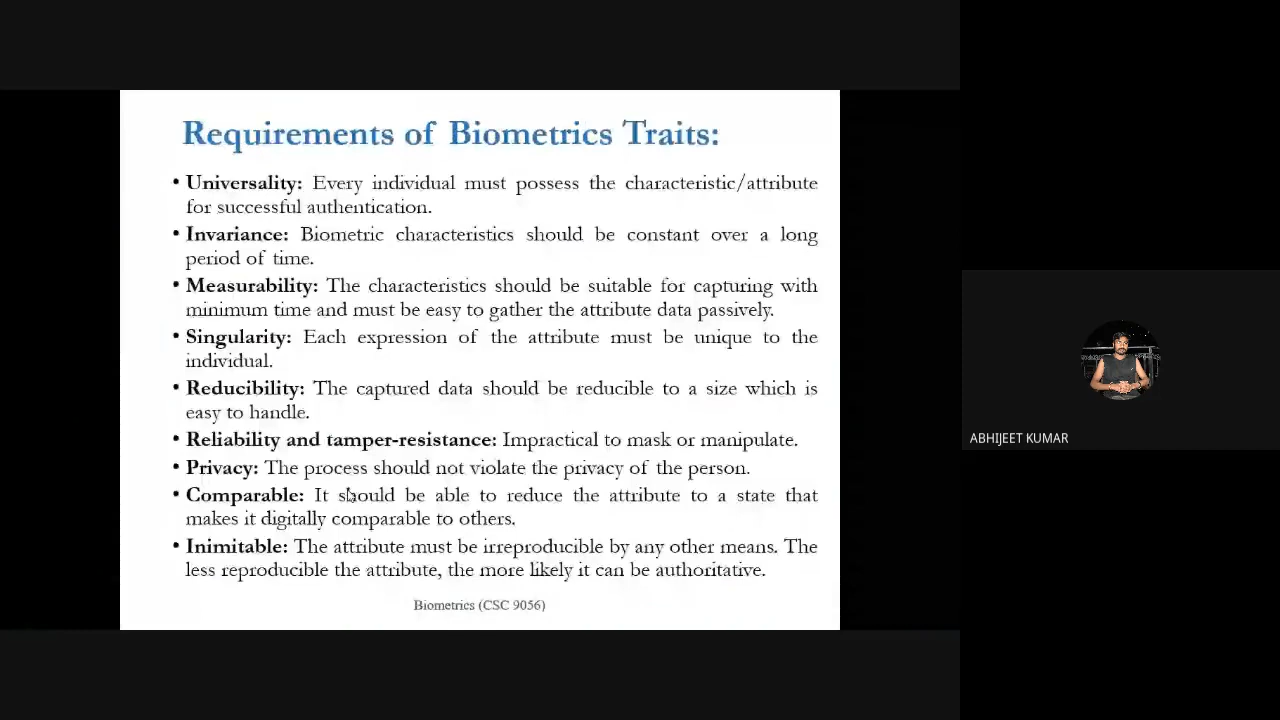 Requirements of Biometrics Traits:
• Universality: Every individual must possess the characteristic/attribute
for successful authentication.
• Invariance: Biometric characteristics should be constant over a long
period of time.
• Measurability: The characteristics should be suitable for capturing with
minimum time and must be easy to gather the attribute data passively.
• Singularity: Each expression of the attribute must be unique to the
individual.
• Reducibility: The captured data should be reducible to a size which is
easy to handle.
• Reliability and tamper-resistance: Impractical to mask or manipulate.
• Privacy: The process should not violate the privacy of the person.
• Comparable: It should be able to reduce the attribute to a state that
makes it digitally comparable to others.
• Inimitable: The attribute must be irreproducible by any other means. The
less reproducible the attribute, the more likely it can be authoritative.
Biometrics (CSC 9056)
ABHIJEET KUMAR